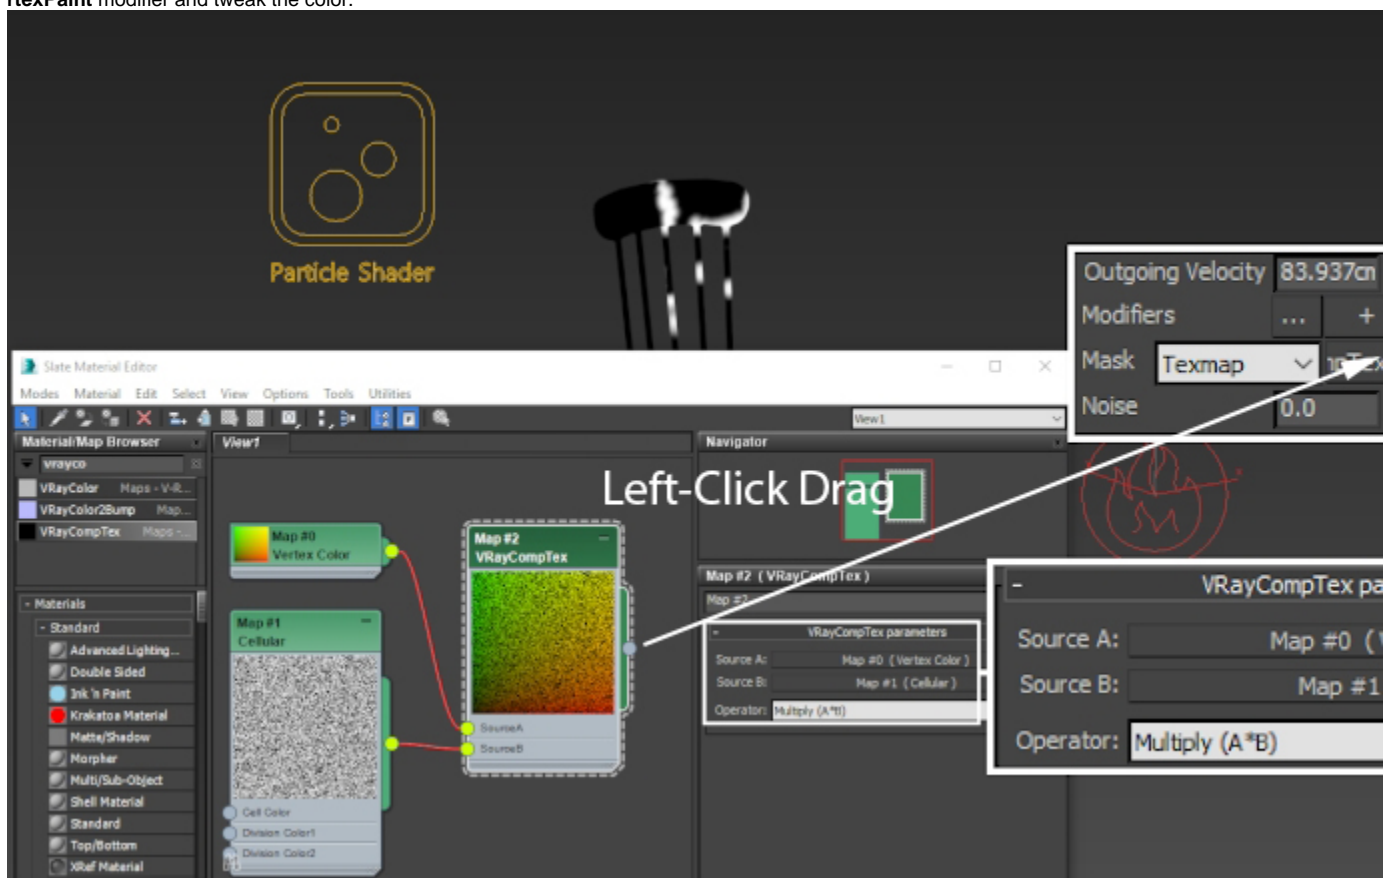 rtexPaint modifier and tweak the color.
Particle Shader
Outgoing Velocity 83.937cm
Modifiers ... +
Mask Texmap
Noise 0.0
Slate Material Editor
Modes Material Edit Select View Options Tools Utilities
View1
Material/Map Browser
View1
Navigator
vrayco
VRayColor Maps - V-R...
VRayColor2Bump Map...
VRayCompTex Maps -...
Left-Click Drag
Map #0
Vertex Color
Map #2
VRayCompTex
Map #1
Cellular
SourceA
SourceB
Cell Color
Division Color1
Division Color2
- Materials
- Standard
Advanced Lighting...
Double Sided
Ink 'n Paint
Krakatoa Material
Matte/Shadow
Morpher
Multi/Sub-Object
Shell Material
Standard
Top/Bottom
XRef Material
Map #2 ( VRayCompTex )
Map #2
- VRayCompTex parameters
Source A: Map #0 ( Vertex Color )
Source B: Map #1 ( Cellular )
Operator: Multiply (A*B)
- VRayCompTex pa
Source A: Map #0 (
Source B: Map #1
Operator: Multiply (A*B)